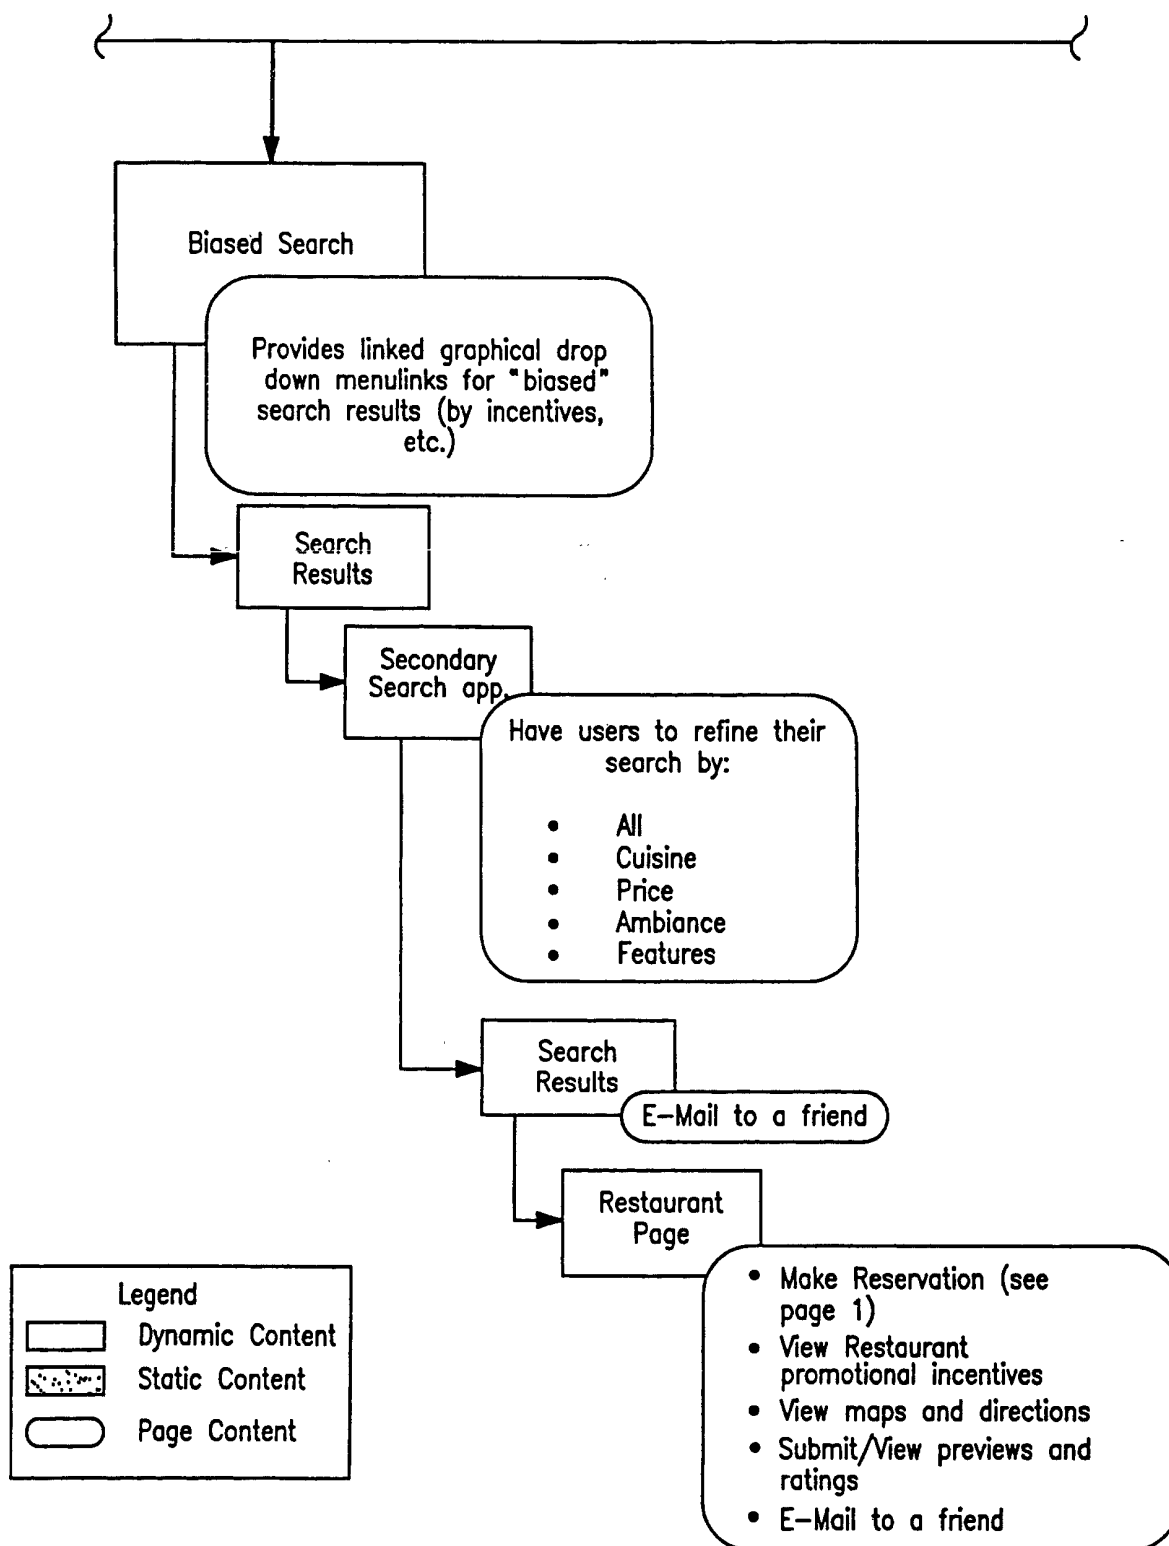 Biased Search
Provides linked graphical drop
down menulinks for "biased"
search results (by incentives,
etc.)
Search
Results
Secondary
Search app.
Have users to refine their
search by:
• All
• Cuisine
• Price
• Ambiance
• Features
Search
Results
E-Mail to a friend
Restaurant
Page
• Make Reservation (see
page 1)
• View Restaurant
promotional incentives
• View maps and directions
• Submit/View previews and
ratings
• E-Mail to a friend
Legend
Dynamic Content
Static Content
Page Content